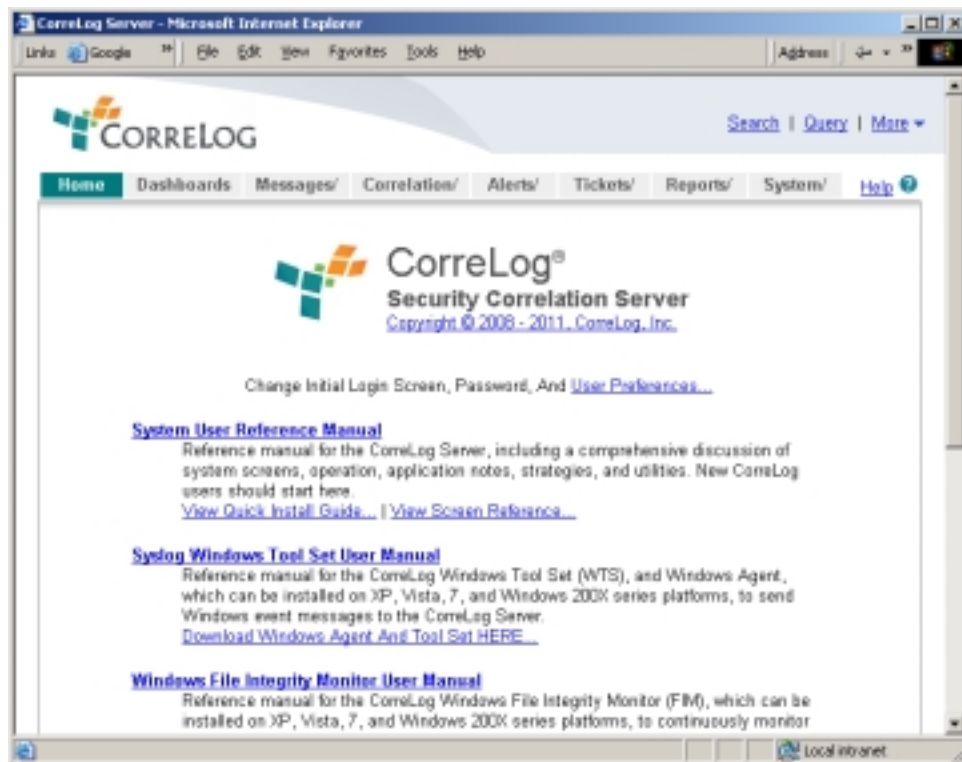 CorreLog Server - Microsoft Internet Explorer
Links Google » File Edit View Favorites Tools Help Address »
CORRELOG
Search | Query | More
Home Dashboards Messages/ Correlation/ Alerts/ Tickets/ Reports/ System/ Help ?
CorreLog®
Security Correlation Server
Copyright © 2008 - 2011, CorreLog, Inc.
Change Initial Login Screen, Password, And User Preferences...
System User Reference Manual
Reference manual for the CorreLog Server, including a comprehensive discussion of
system screens, operation, application notes, strategies, and utilities. New CorreLog
users should start here.
View Quick Install Guide... | View Screen Reference...
Syslog Windows Tool Set User Manual
Reference manual for the CorreLog Windows Tool Set (WTS), and Windows Agent,
which can be installed on XP, Vista, 7, and Windows 200X series platforms, to send
Windows event messages to the CorreLog Server.
Download Windows Agent And Tool Set HERE...
Windows File Integrity Monitor User Manual
Reference manual for the CorreLog Windows File Integrity Monitor (FIM), which can be
installed on XP, Vista, 7, and Windows 200X series platforms, to continuously monitor
Local intranet